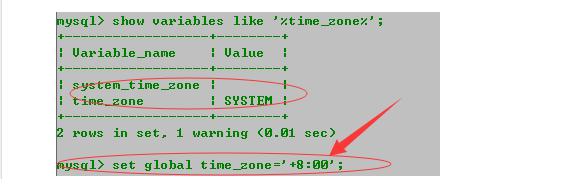 mysql> show variables like '%time_zone%';
+------------------+--------+
| Variable_name    | Value  |
+------------------+--------+
| system_time_zone |        |
| time_zone        | SYSTEM |
+------------------+--------+
2 rows in set, 1 warning (0.01 sec)
mysql> set global time_zone='+8:00';